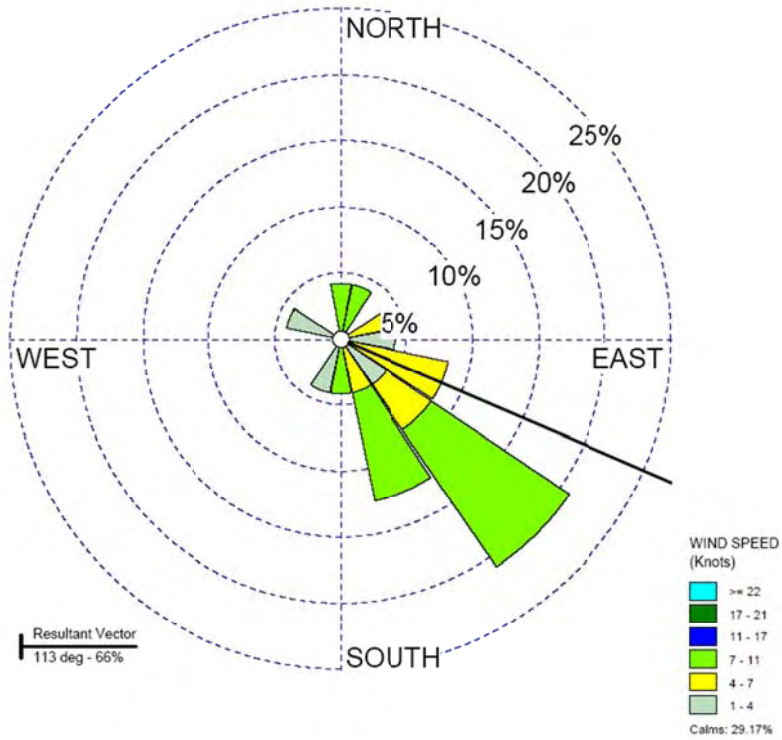 NORTH
25%
20%
15%
10%
5%
WEST
EAST
SOUTH
Resultant Vector
113 deg - 66%
WIND SPEED
(Knots)
>= 22
17 - 21
11 - 17
7 - 11
4 - 7
1 - 4
Calms: 29.17%